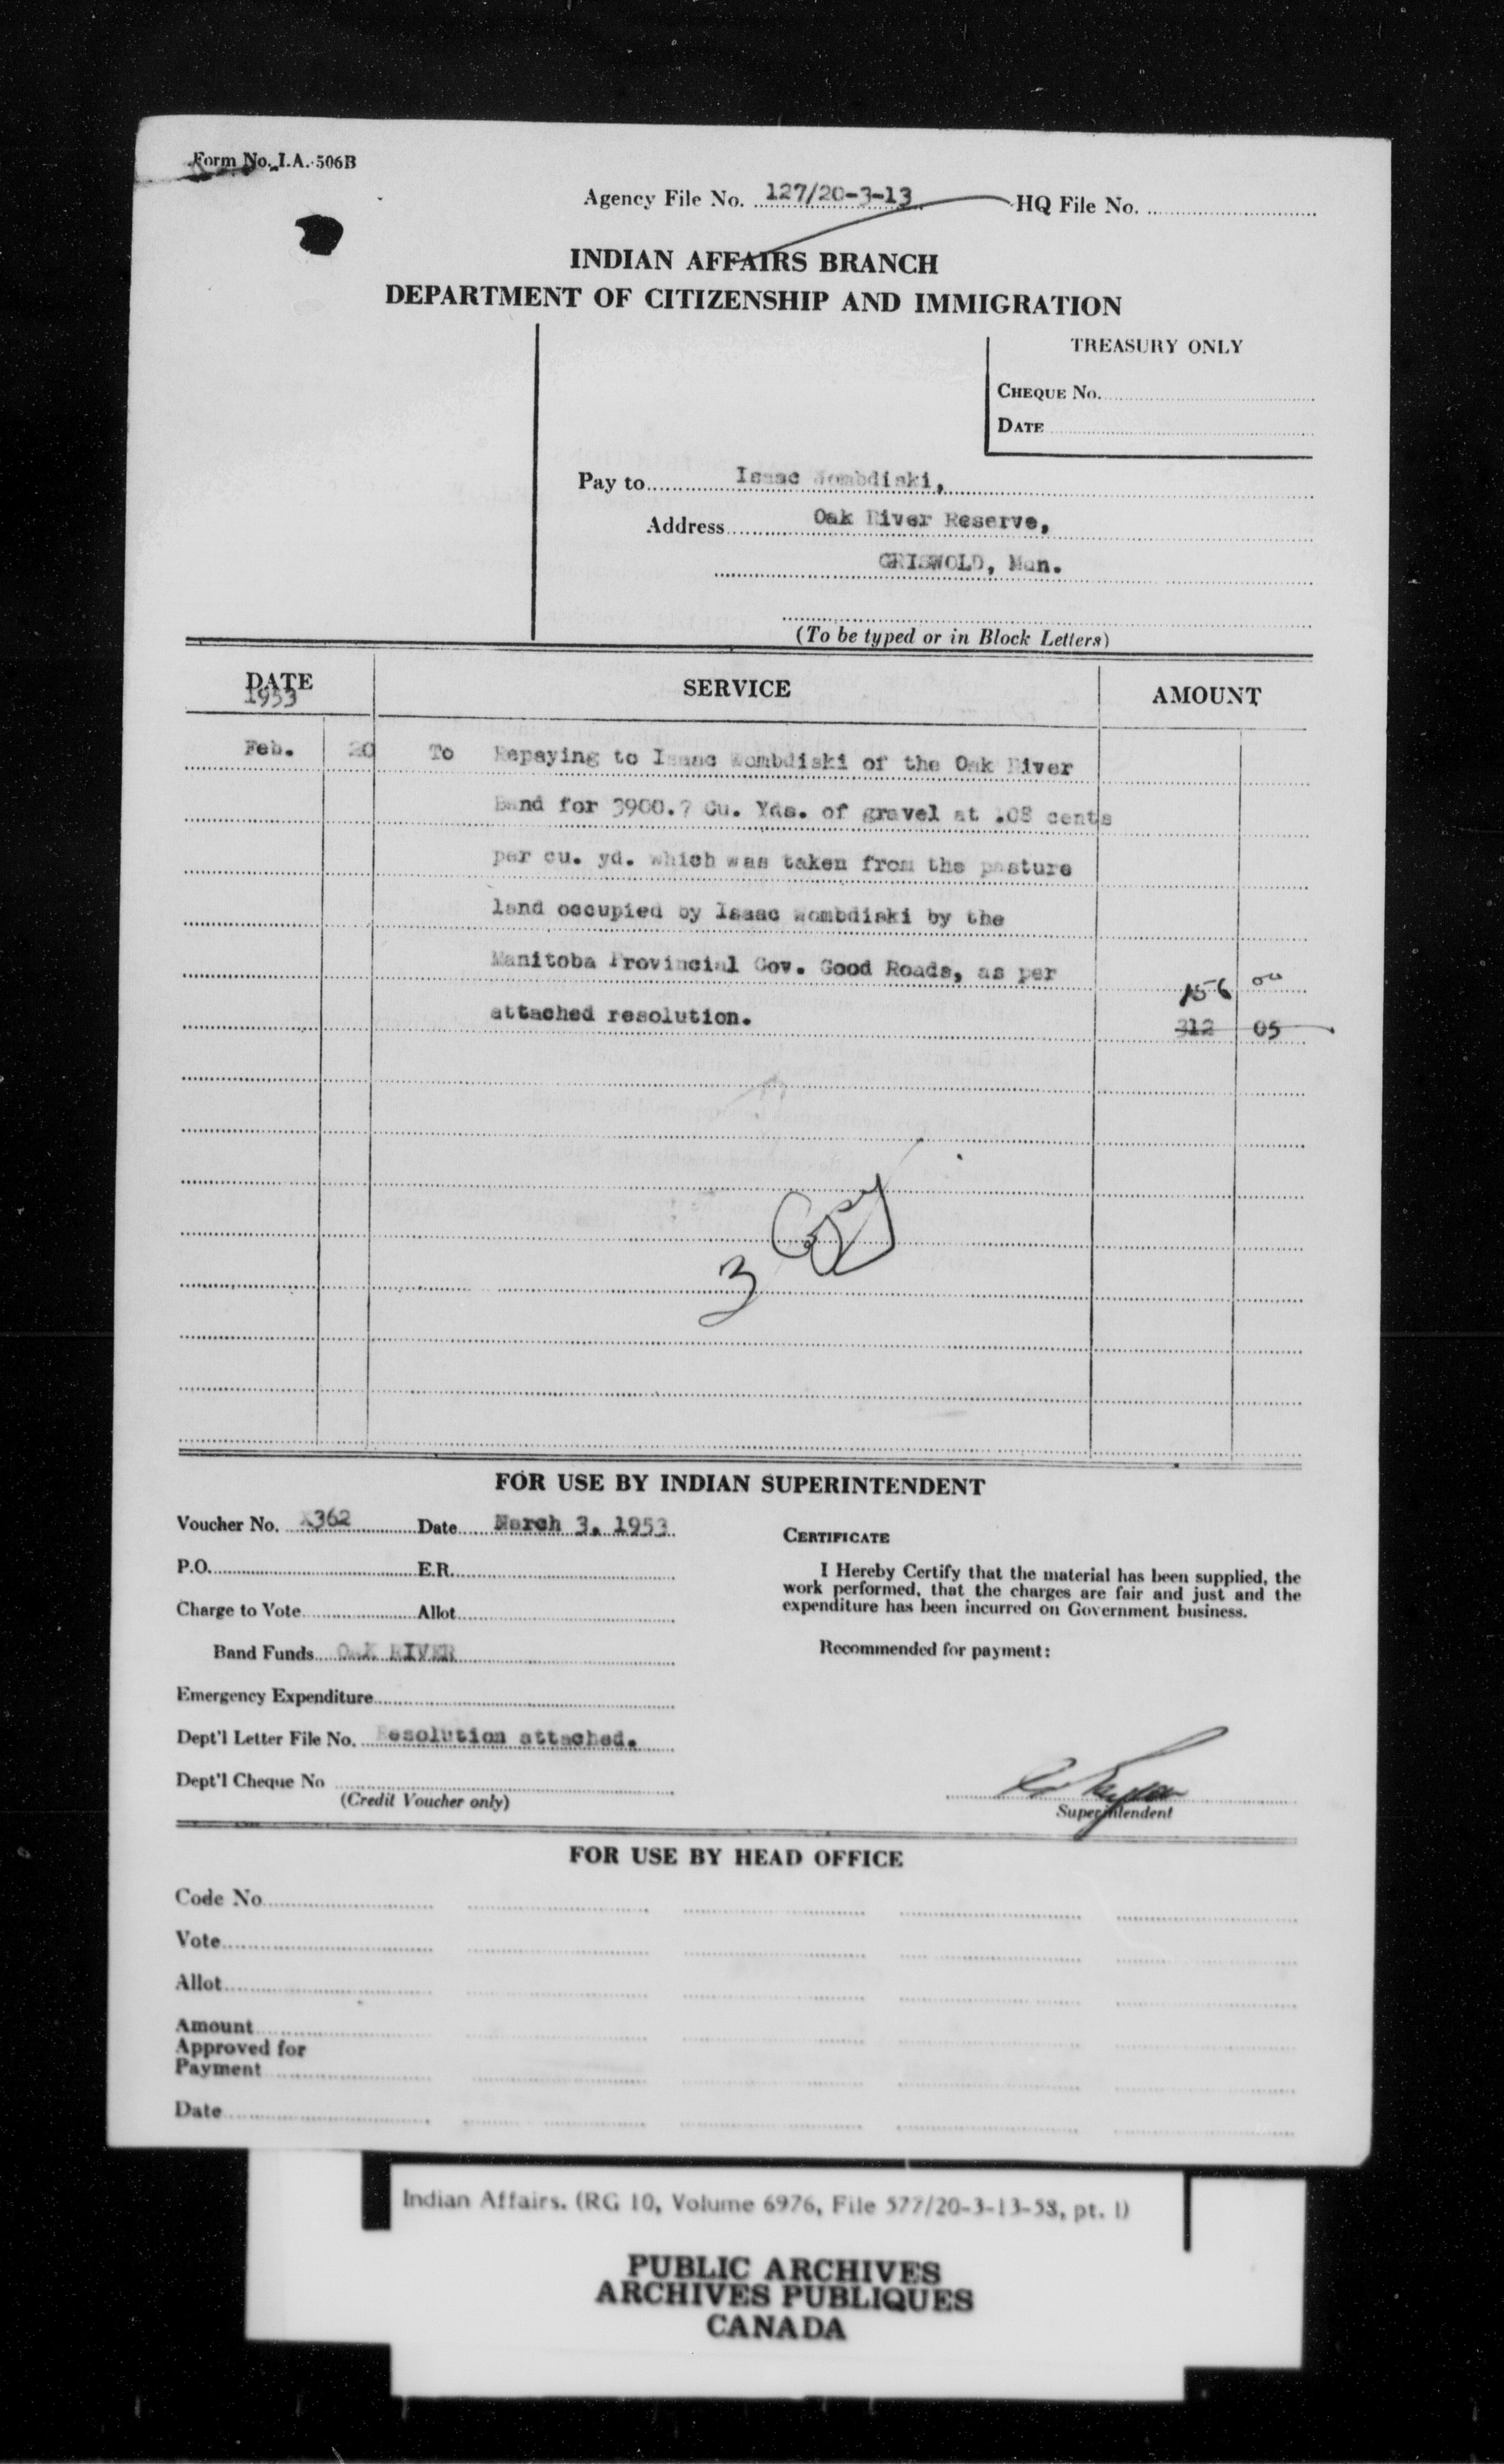 Form No. I.A. 506B
Agency File No. 127/20-3-13 HQ File No.
INDIAN AFFAIRS BRANCH
DEPARTMENT OF CITIZENSHIP AND IMMIGRATION
TREASURY ONLY
CHEQUE No.
DATE
Pay to Isaac Wombdiski,
Address Oak River Reserve,
GRISWOLD, Man.
(To be typed or in Block Letters)
DATE SERVICE AMOUNT
1953
Feb. 20 To Repaying to Isaac Wombdiski of the Oak River
Band for 3900.7 Cu. Yds. of gravel at .08 cents
per cu. yd. which was taken from the pasture
land occupied by Isaac Wombdiski by the
Manitoba Provincial Gov. Good Roads, as per
156 00
attached resolution. 312 05
3
FOR USE BY INDIAN SUPERINTENDENT
Voucher No. X362 Date March 3, 1953
CERTIFICATE
P.O. E.R.
I Hereby Certify that the material has been supplied, the
work performed, that the charges are fair and just and the
expenditure has been incurred on Government business.
Charge to Vote Allot
Band Funds OAK RIVER
Recommended for payment:
Emergency Expenditure
Dept'l Letter File No. Resolution attached.
Dept'l Cheque No
(Credit Voucher only)
Superintendent
FOR USE BY HEAD OFFICE
Code No
Vote
Allot
Amount
Approved for
Payment
Date
Indian Affairs. (RG 10, Volume 6976, File 577/20-3-13-58, pt. 1)
PUBLIC ARCHIVES
ARCHIVES PUBLIQUES
CANADA